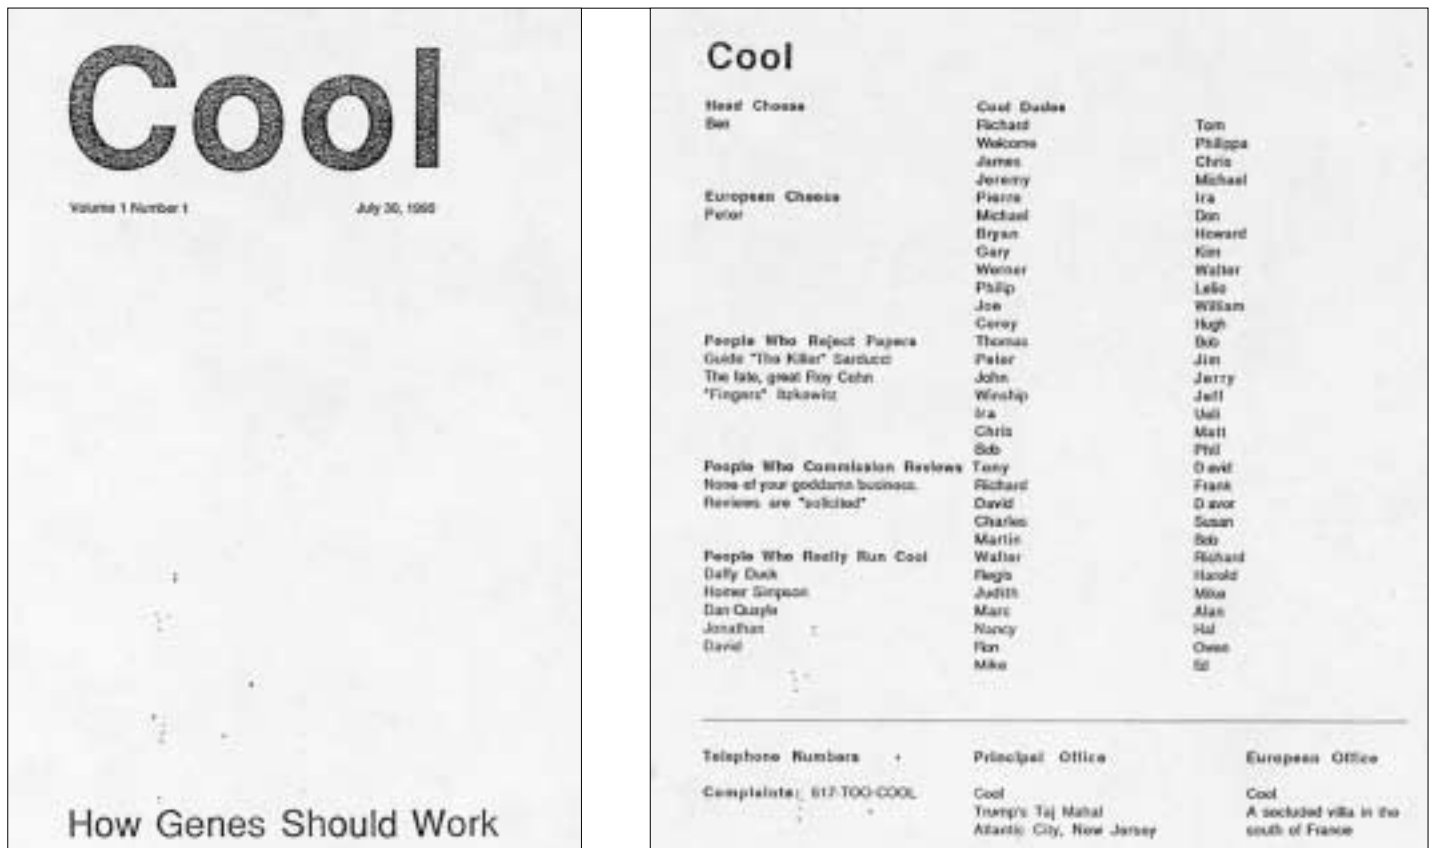 Cool
Volume 1 Number 1
July 30,
How Genes Should Work
Cool
Head Cheese
Ben
European Cheese
Peter
People Who Reject Papers
Guido "The Killer" Sarducci
The late, great Roy Cohn
"Fingers" Itzkowitz
People Who Commission Reviews
None of your goddamn business.
Reviews are "solicited"
People Who Really Run Cool
Daffy Duck
Homer Simpson
Dan Quayle
Jonathan
David
Cool Dudes
Richard
Welcome
James
Jeremy
Pierre
Michael
Bryan
Gary
Werner
Philip
Joe
Corey
Thomas
Peter
John
Winship
Ira
Chris
Bob
Tony
Richard
David
Charles
Martin
Walter
Regis
Judith
Marc
Nancy
Ron
Mike
Tom
Philippa
Chris
Michael
Ira
Don
Howard
Kim
Walter
Lelio
William
Hugh
Bob
Jim
Jerry
Jeff
Ueli
Matt
Phil
David
Frank
Davor
Susan
Bob
Richard
Harold
Mike
Alan
Hal
Owen
Ed
Telephone Numbers
Complaints: 617-TOO-COOL
Principal Office
Cool
Trump's Taj Mahal
Atlantic City, New Jersey
European Office
Cool
A secluded villa in the
south of France